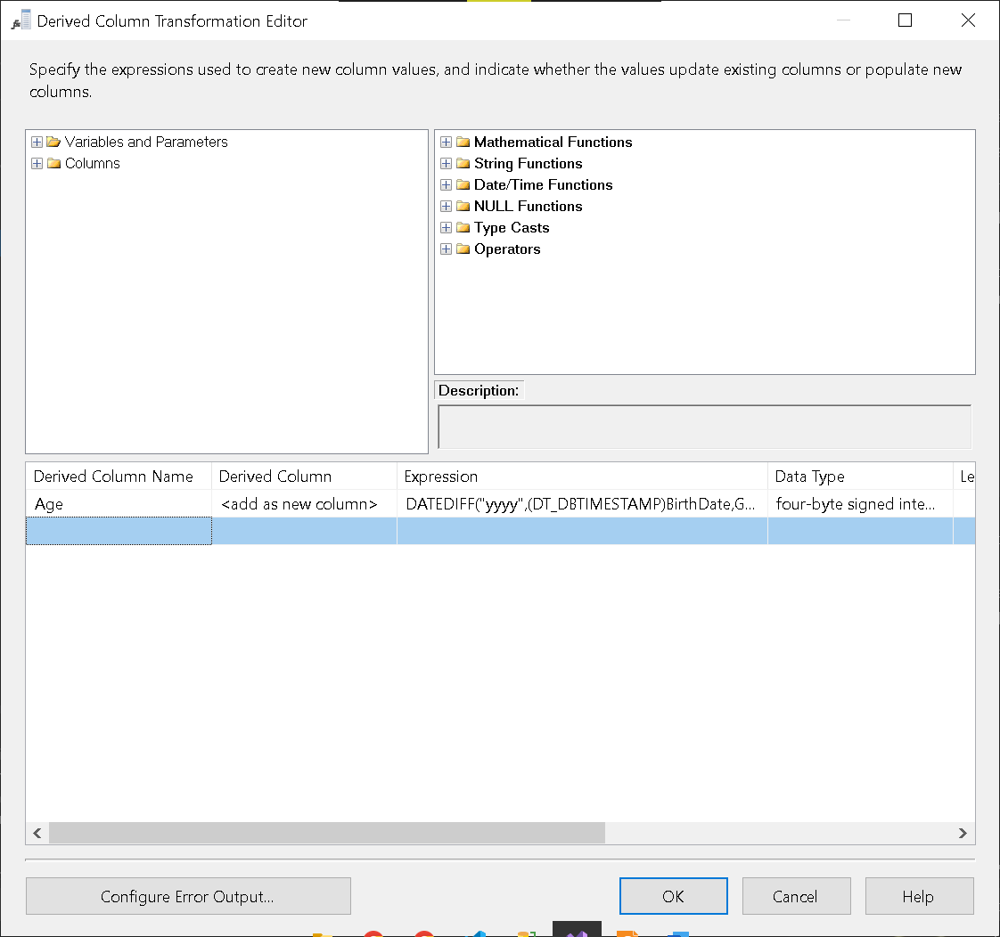 Derived Column Transformation Editor
Specify the expressions used to create new column values, and indicate whether the values update existing columns or populate new
columns.
Variables and Parameters
Columns
Mathematical Functions
String Functions
Date/Time Functions
NULL Functions
Type Casts
Operators
Description:
Derived Column Name Derived Column Expression Data Type Le
Age <add as new column> DATEDIFF("yyyy",(DT_DBTIMESTAMP)BirthDate,G... four-byte signed inte...
Configure Error Output... OK Cancel Help